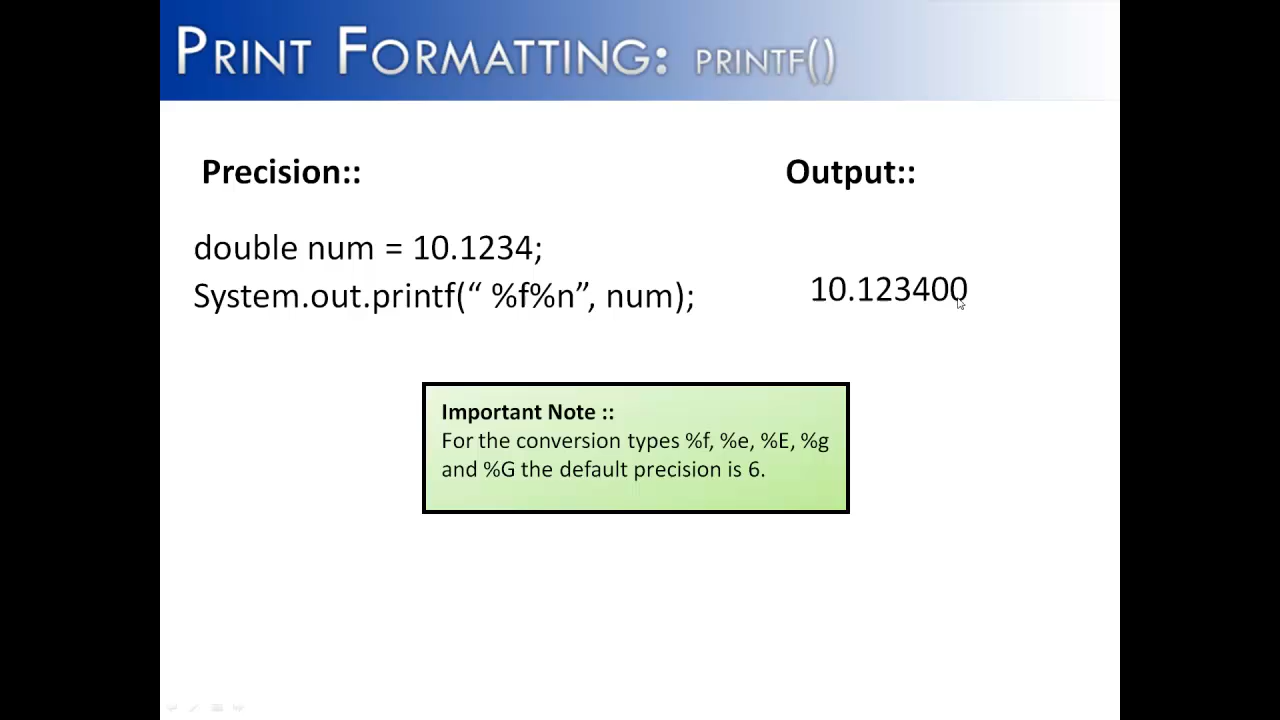 PRINT FORMATTING: PRINTF()
Precision::
Output::
double num = 10.1234;
System.out.printf(“ %f%n”, num);
10.123400
Important Note ::
For the conversion types %f, %e, %E, %g
and %G the default precision is 6.